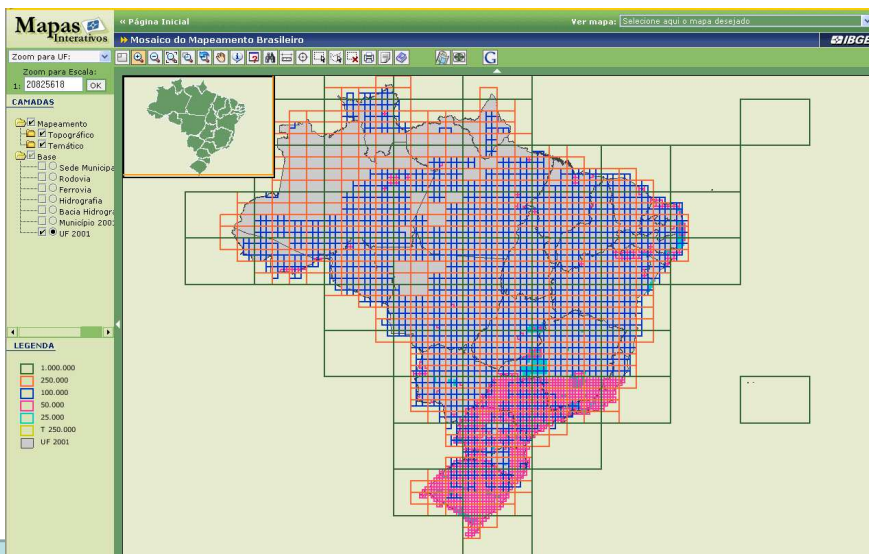 Mapas
Interativos
‹‹ Página Inicial
Ver mapa:
Selecione aqui o mapa desejado
›› Mosaico do Mapeamento Brasileiro
IBGE
Zoom para UF:
Zoom para Escala:
1: 20825618 OK
CAMADAS
Mapeamento
Topográfico
Temático
Base
Sede Municipa
Rodovia
Ferrovia
Hidrografia
Bacia Hidrogra
Município 200
UF 2001
G
LEGENDA
1.000.000
250.000
100.000
50.000
25.000
T 250.000
UF 2001